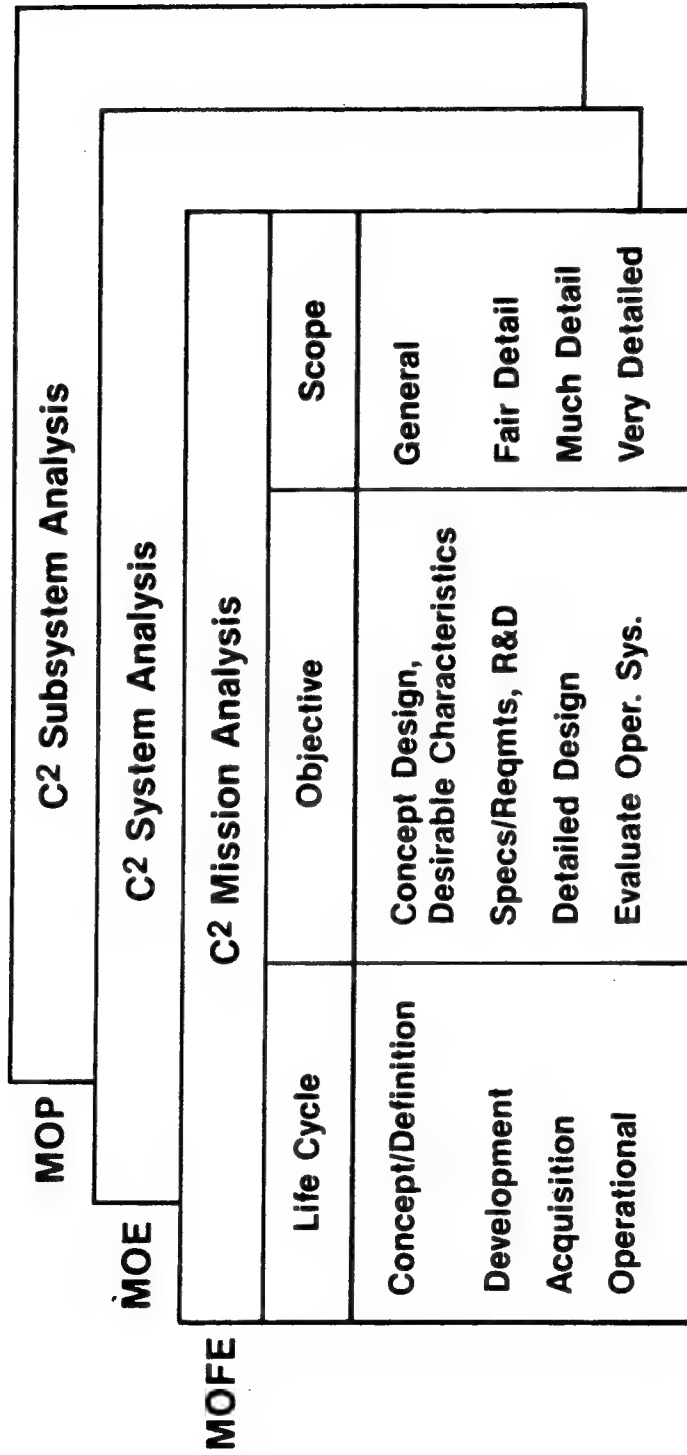 MOP
C² Subsystem Analysis
MOE
C² System Analysis
MOFE
C² Mission Analysis
Life Cycle Objective Scope
Concept/Definition Concept Design, General
Desirable Characteristics
Development Specs/Reqmts, R&D Fair Detail
Acquisition Detailed Design Much Detail
Operational Evaluate Oper. Sys. Very Detailed